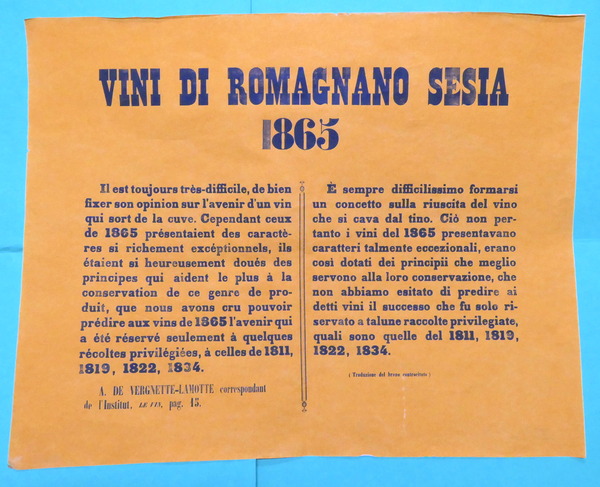 VINI DI ROMAGNANO SESIA
1865
Il est toujours très-difficile, de bien
fixer son opinion sur l'avenir d'un vin
qui sort de la cuve. Cependant ceux
de 1865 présentaient des caractè-
res si richement excéptionnels, ils
étaient si heureusement doués des
principes qui aident le plus à la
conservation de ce genre de pro-
duit, que nous avons cru pouvoir
prédire aux vins de 1865 l'avenir qui
a été réservé seulement à quelques
récoltes privilégiées, à celles de 1811,
1819, 1822, 1834.
A. DE VERGNETTE-LAMOTTE correspondant
de l'Institut, LE VIN, pag. 45.
È sempre difficilissimo formarsi
un concetto sulla riuscita del vino
che si cava dal tino. Ciò non per-
tanto i vini del 1865 presentavano
caratteri talmente eccezionali, erano
così dotati dei principii che meglio
servono alla loro conservazione, che
non abbiamo esitato di predire ai
detti vini il successo che fu solo ri-
servato a talune raccolte privilegiate,
quali sono quelle del 1811, 1819,
1822, 1834.
(Traduzione del brano contrascritto)